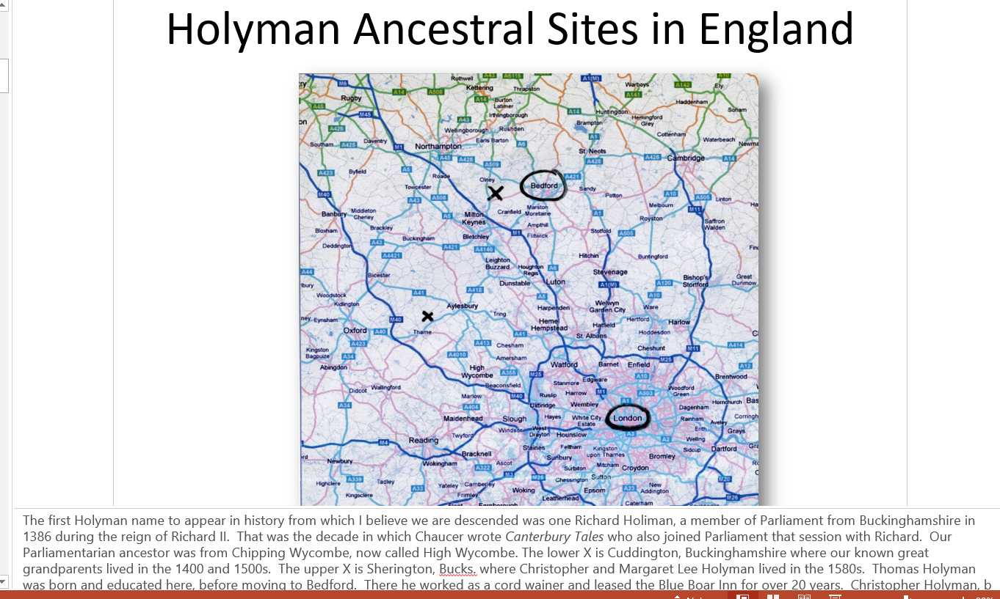 Holyman Ancestral Sites in England
M6
Rothwell
A43
A6116
A1(M)
A10
Kettering
Thrapston
Warboys
A142
Ely
Rugby
A14
A508
A14
Burton
Latimer
A141
Haddenham
A45
Irthlingborough
A14
Huntingdon
Soham
M45
A43
Brampton
Hemingford
Grey
A426
Wellingborough
Rushden
Cottenham
Southam
A425
Daventry
Earls Barton
A6
A1
Waterbeach
M1
Northampton
St Neots
A45
A428
A509
A428
A428
Cambridge
A14
A423
Byfield
A5
Roade
Olney
Bedford
A421
Towcester
Sandy
M40
A43
A508
Potton
A10
A505
Linton
Banbury
Middleton
Cheney
A5
Milton
Keynes
Cranfield
Marston
Moretaine
A1
Melbourn
M11
Royston
Saffron
Walden
Bloxham
Brackley
Ampthill
M1
Flitwick
Stotfold
A505
Deddington
A43
Buckingham
Bletchley
A421
A4146
A4421
Leighton
Buzzard
Hitchin
Buntingford
A44
Bicester
Houghton
Regis
A6
Stevenage
Dunstable
Luton
A1(M)
A120
Bishop's
Stortford
Great
Dunmow
Woodstock
A41
A418
A5
A10
Kidlington
Aylesbury
Harpenden
Welwyn
Garden City
Ware
Eynsham
M40
Tring
Hemel
Hempstead
Hatfield
Hertford
Harlow
Oxford
A40
Thame
A41
St Albans
Hoddesdon
A423
A413
Chesham
Cheshunt
M11
A414
Kingston
Bagpuize
A34
A4010
Amersham
M25
Abingdon
High
Wycombe
A355
M25
Watford
Barnet
Enfield
A12
Didcot
Wallingford
Beaconsfield
Stanmore
Edgware
A10
Brentwood
Marlow
M40
Ruislip
Harrow
M1
A503
Woodford
Green
A34
A404
Uxbridge
Wembley
A1
Dagenham
Hornchurch
Bas
Maidenhead
Slough
Hayes
White City
Estate
London
Rainham
Aveley
Corringh
Windsor
West
Drayton
Hounslow
A3
Erith
Grays
M4
Reading
Twyford
A2
Welling
Staines
Feltham
Kingston
upon Thames
Sidcup
Dartford
Newbury
Bracknell
Sunbury
Bromley
Wokingham
A322
Ascot
Surbiton
Mitcham
Croydon
Highclere
A339
Tadley
M3
M25
Chessington
Sutton
M20
Kingsclere
A33
Yateley
Camberley
Frimley
Woking
Epsom
A23
New
Addington
Leatherhead
M26
Farnborough
Caterham
The first Holyman name to appear in history from which I believe we are descended was one Richard Holiman, a member of Parliament from Buckinghamshire in
1386 during the reign of Richard II. That was the decade in which Chaucer wrote Canterbury Tales who also joined Parliament that session with Richard. Our
Parliamentarian ancestor was from Chipping Wycombe, now called High Wycombe. The lower X is Cuddington, Buckinghamshire where our known great
grandparents lived in the 1400 and 1500s. The upper X is Sherington, Bucks. where Christopher and Margaret Lee Holyman lived in the 1580s. Thomas Holyman
was born and educated here, before moving to Bedford. There he worked as a cord wainer and leased the Blue Boar Inn for over 20 years. Christopher Holyman, b